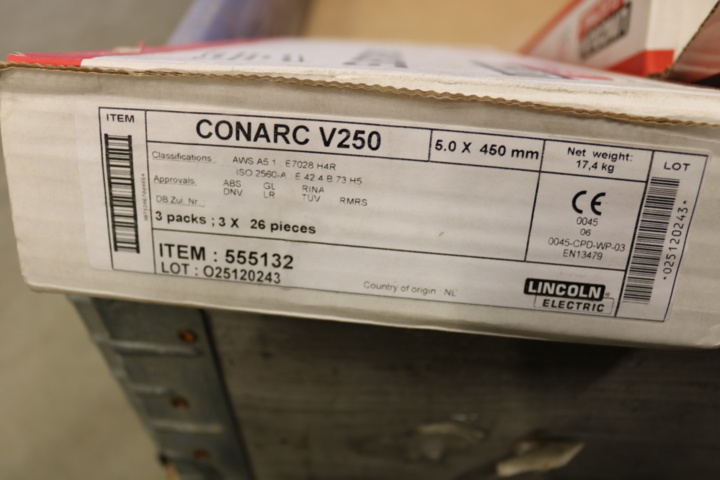 ITEM
CONARC V250
5.0 X 450 mm
Net weight:
17,4 kg
LOT
Classifications AWS A5 1 : E7028 H4R
ISO 2560-A : E 42 4 B 73 H5
Approvals ABS GL RINA
DNV LR TUV RMRS
DB Zul. Nr
3 packs ; 3 X 26 pieces
CE
0045
06
0045-CPD-WP-03
EN13479
ITEM : 555132
LOT : O25120243
Country of origin : NL
LINCOLN
ELECTRIC
*025120243*